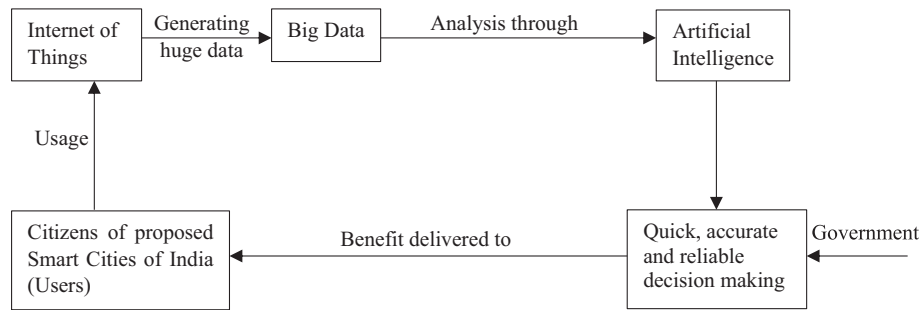 Internet of
Things
Generating
huge data
Big Data
Analysis through
Artificial
Intelligence
Usage
Citizens of proposed
Smart Cities of India
(Users)
Benefit delivered to
Quick, accurate
and reliable
decision making
Government